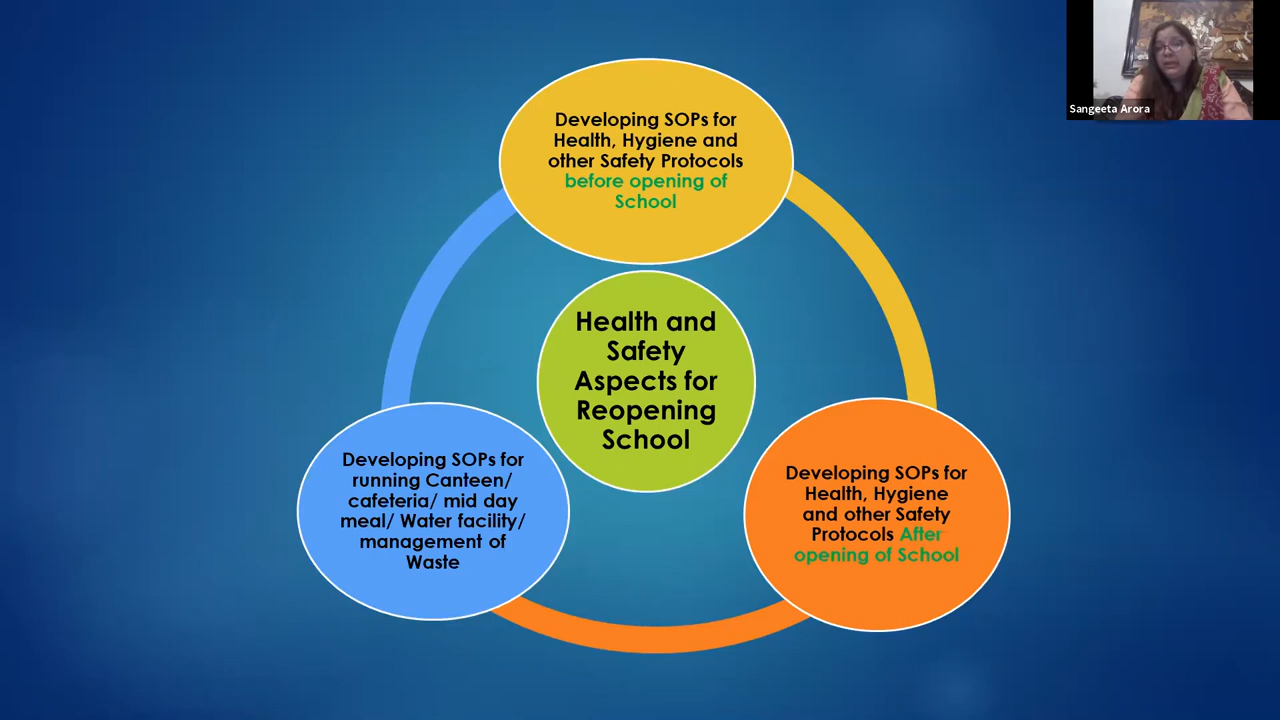 Sangeeta Arora
Developing SOPs for
Health, Hygiene and
other Safety Protocols
before opening of
School
Health and
Safety
Aspects for
Reopening
School
Developing SOPs for
Health, Hygiene
and other Safety
Protocols After
opening of School
Developing SOPs for
running Canteen/
cafeteria/ mid day
meal/ Water facility/
management of
Waste